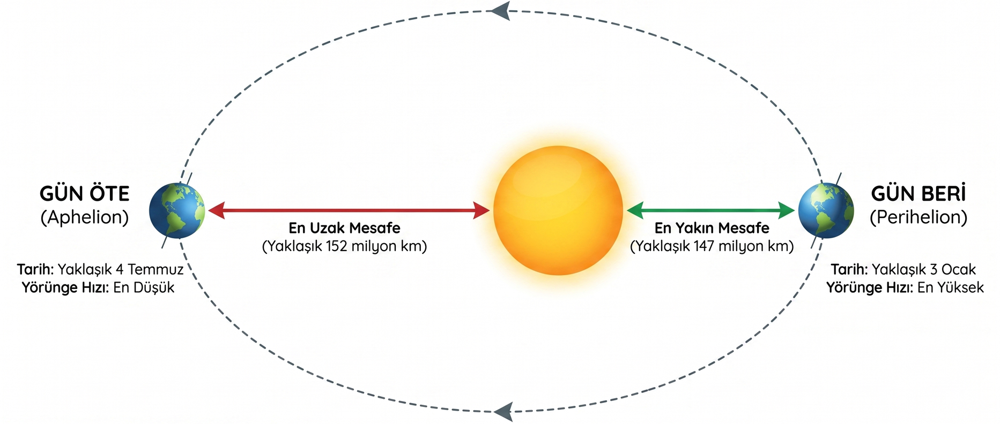 GÜN ÖTE
(Aphelion)
Tarih: Yaklaşık 4 Temmuz
Yörünge Hızı: En Düşük
En Uzak Mesafe
(Yaklaşık 152 milyon km)
En Yakın Mesafe
(Yaklaşık 147 milyon km)
GÜN BERİ
(Perihelion)
Tarih: Yaklaşık 3 Ocak
Yörünge Hızı: En Yüksek